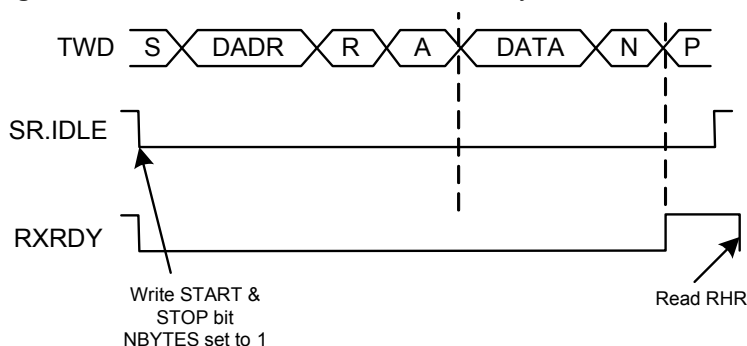 TWD S DADR R A DATA N P
SR.IDLE
RXRDY
Write START &
STOP bit
NBYTES set to 1
Read RHR